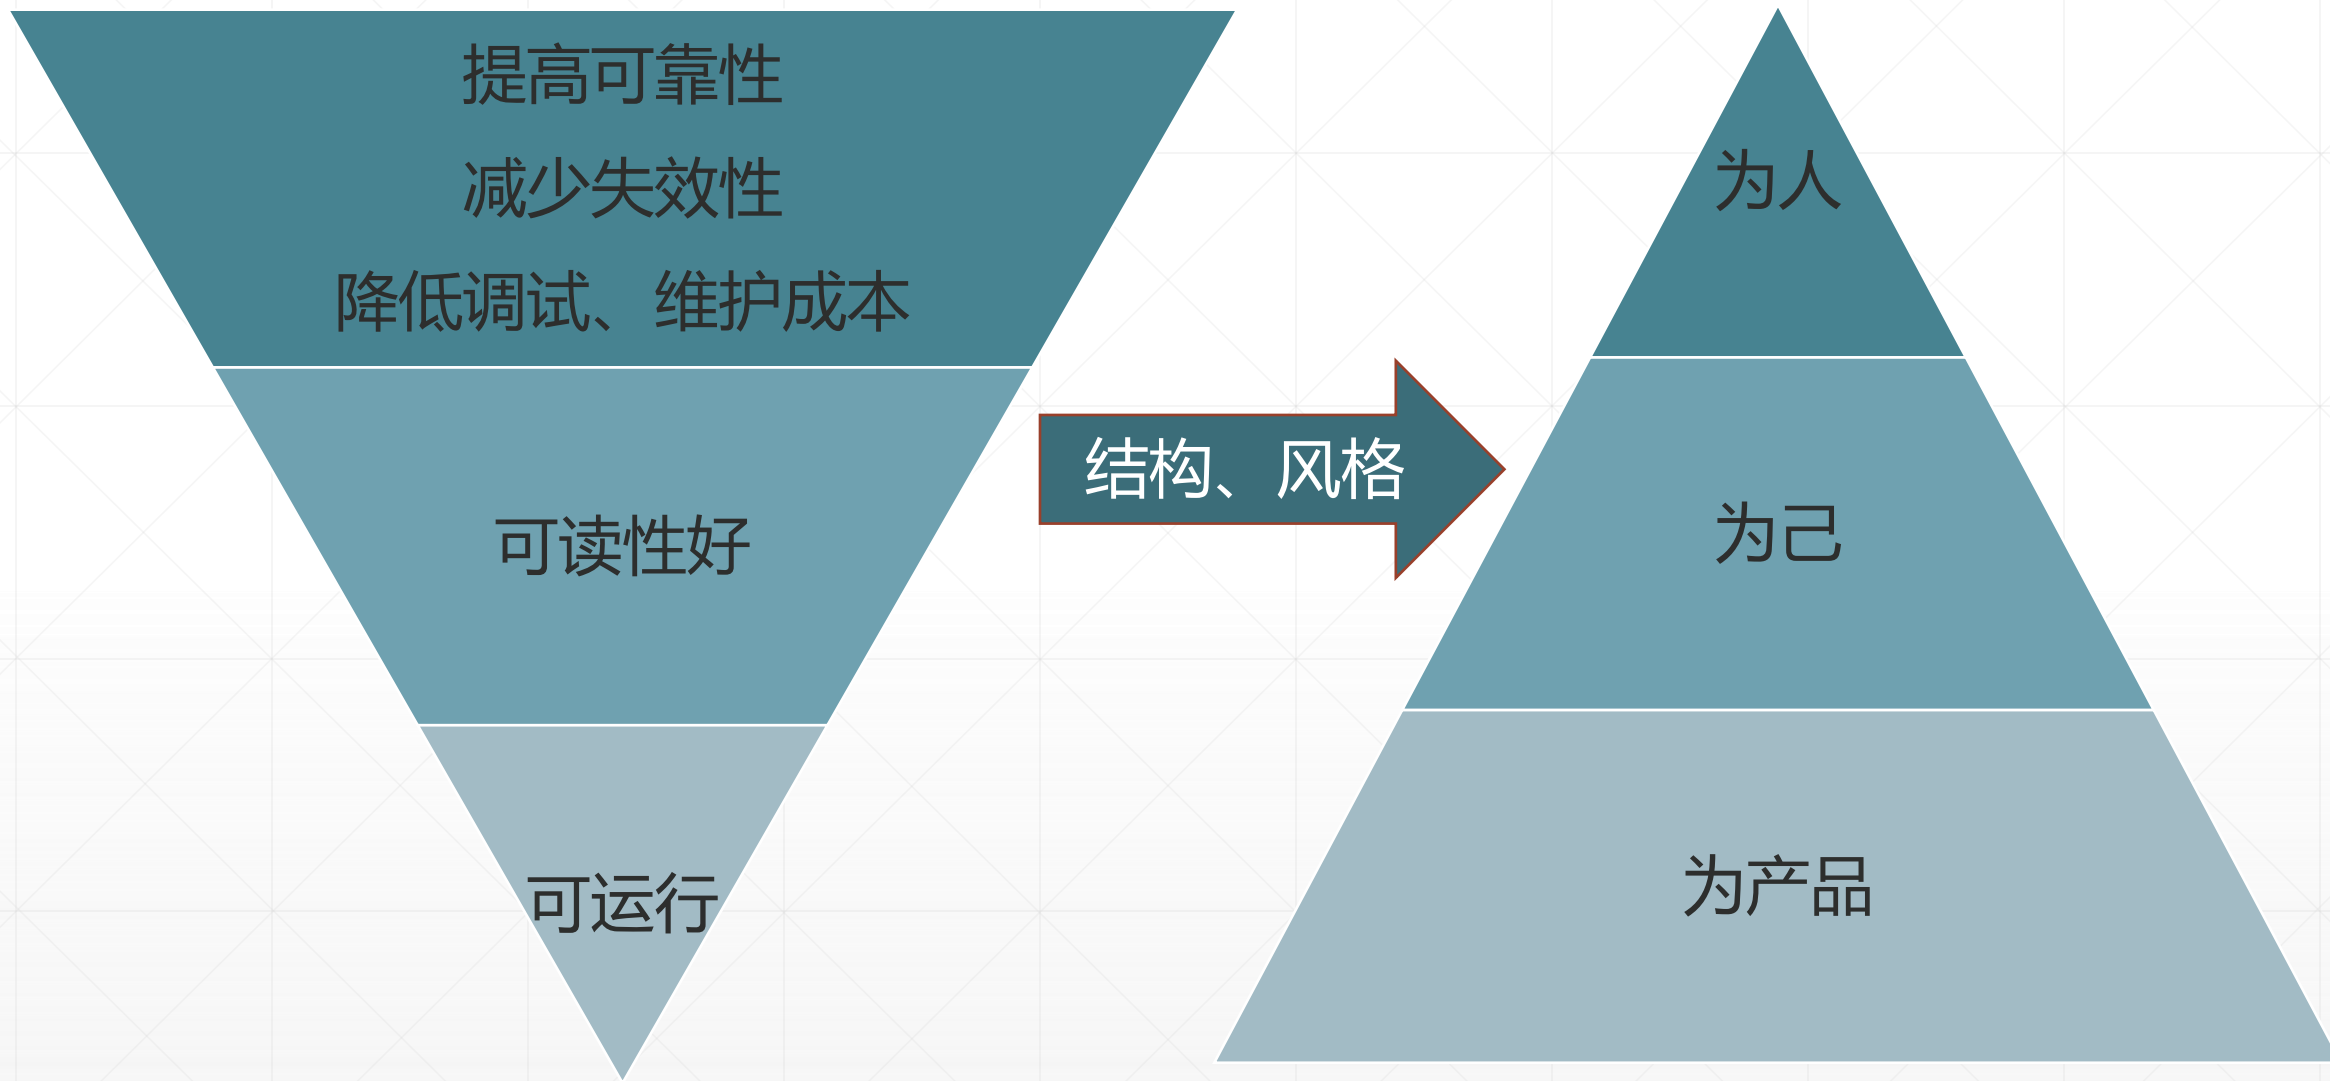 提高可靠性
减少失效性
降低调试、维护成本
可读性好
可运行
结构、风格
为人
为己
为产品